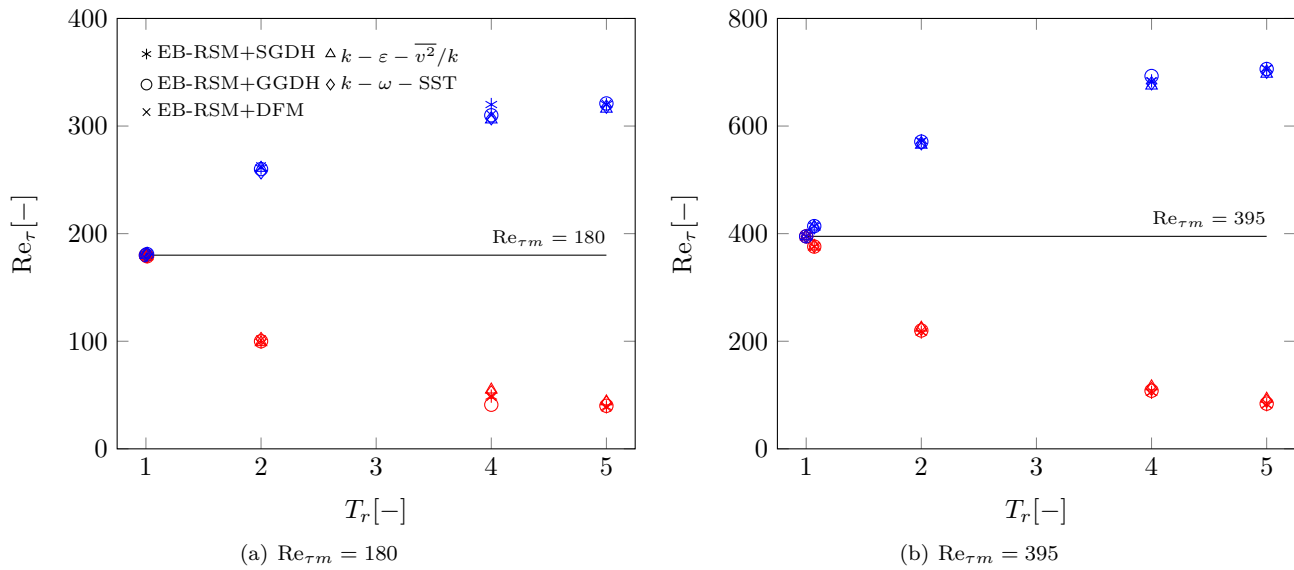 400
300
200
100
0
Re_τ[−]
∗ EB-RSM+SGDH △ k − ε − v²/k
○ EB-RSM+GGDH ◊ k − ω − SST
× EB-RSM+DFM
Re_τm = 180
1 2 3 4 5
T_r[−]
(a) Re_τm = 180
800
600
400
200
0
Re_τ[−]
Re_τm = 395
1 2 3 4 5
T_r[−]
(b) Re_τm = 395